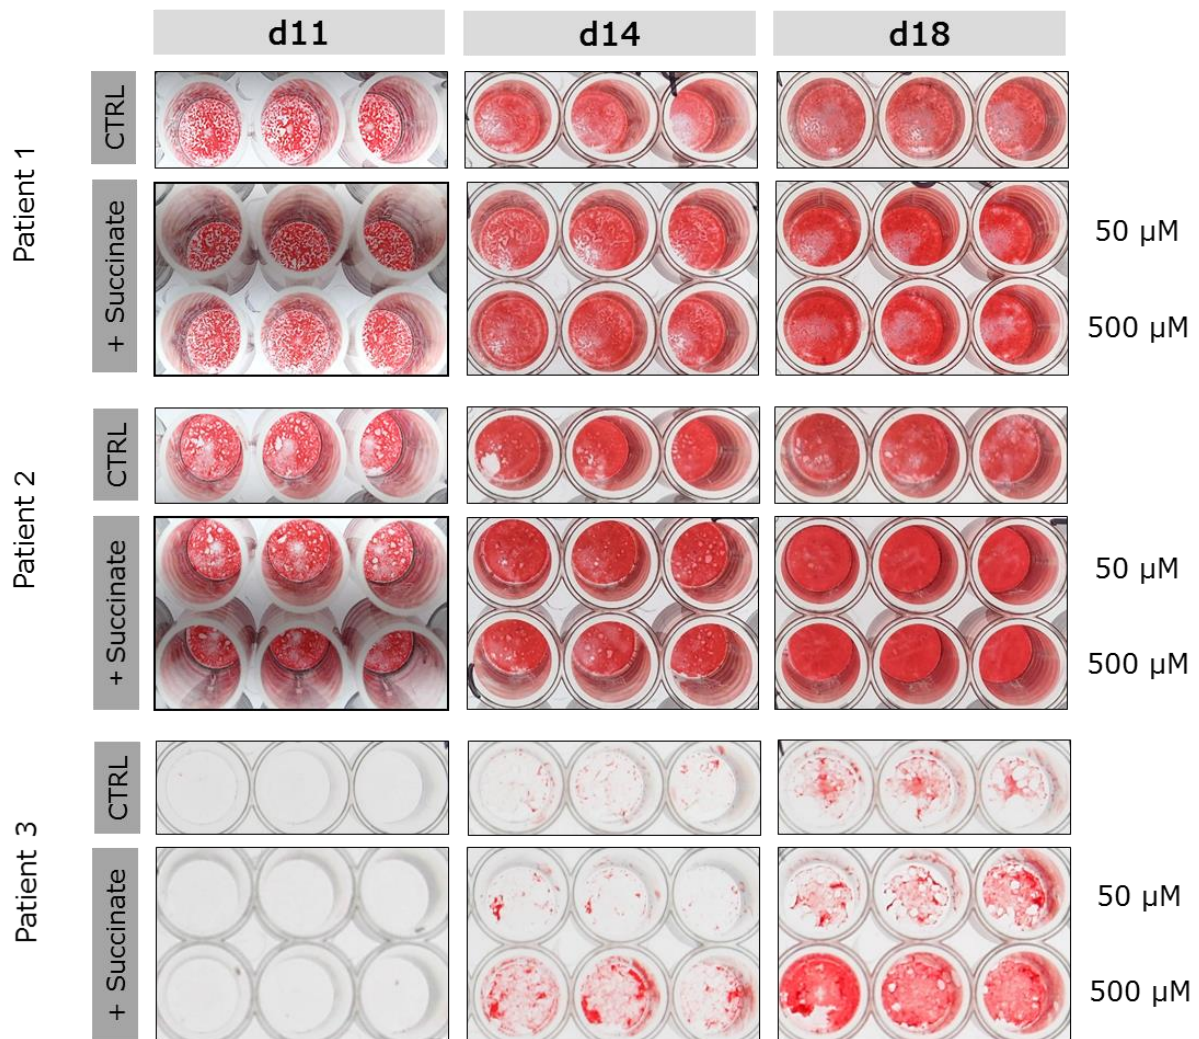 d11 d14 d18
Patient 1
CTRL
+ Succinate
50 µM
500 µM
Patient 2
CTRL
+ Succinate
50 µM
500 µM
Patient 3
CTRL
+ Succinate
50 µM
500 µM